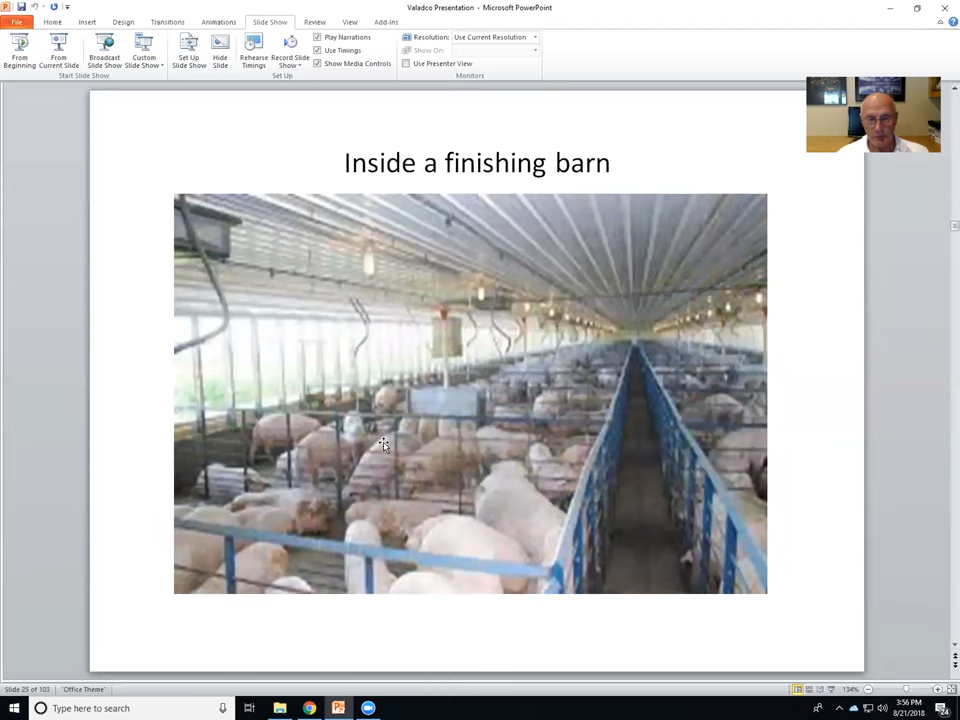 Valadco Presentation - Microsoft PowerPoint
File Home Insert Design Transitions Animations Slide Show Review View Add-Ins
From Beginning
From Current Slide
Broadcast Slide Show
Custom Slide Show
Start Slide Show
Set Up Slide Show
Hide Slide
Rehearse Timings
Record Slide Show
Play Narrations
Use Timings
Show Media Controls
Set Up
Resolution: Use Current Resolution
Show On:
Use Presenter View
Monitors
Inside a finishing barn
Slide 25 of 103 "Office Theme" 134%
Type here to search
3:56 PM
8/21/2018
24